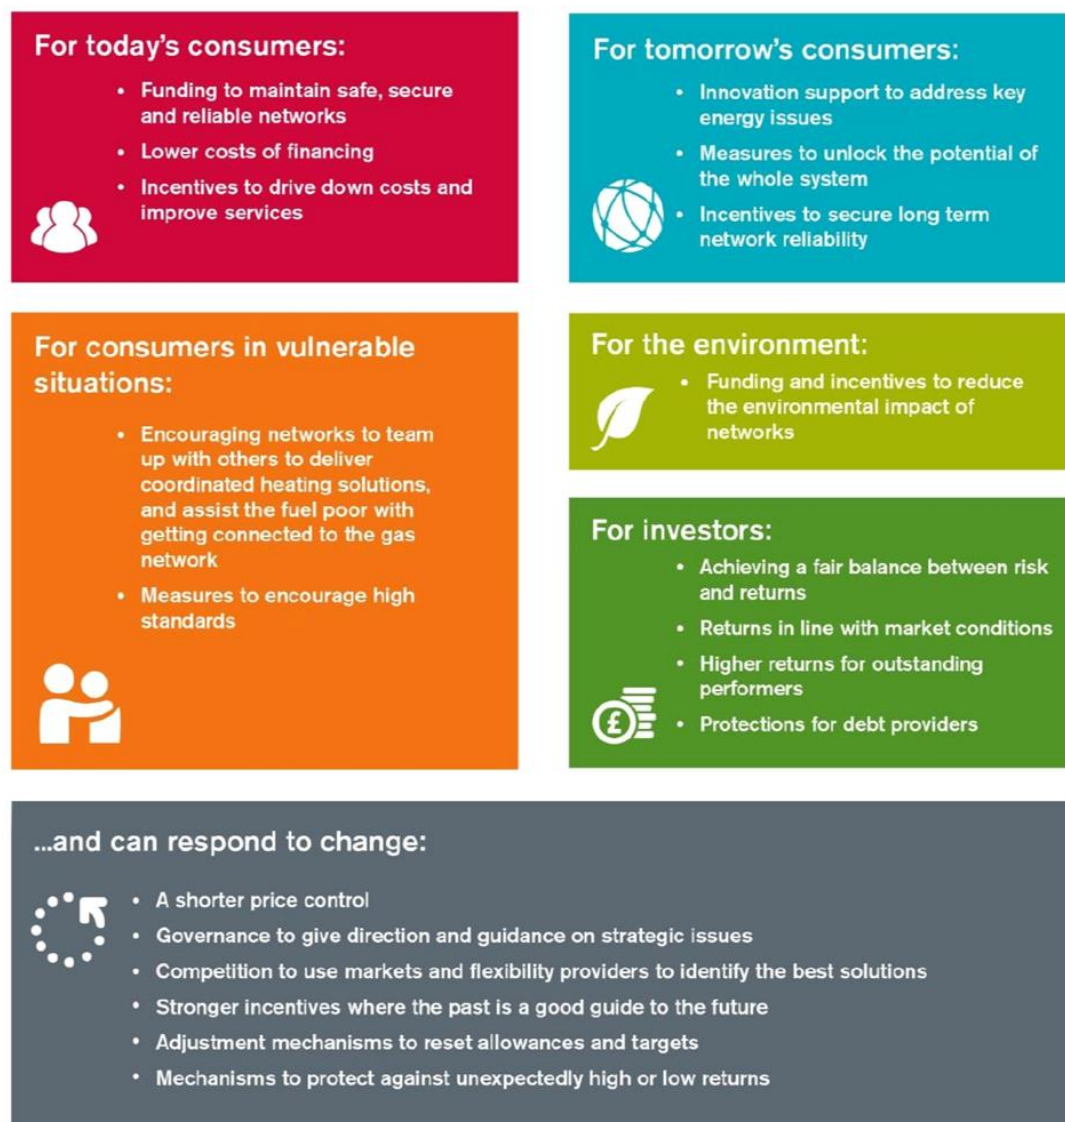 For today's consumers:
• Funding to maintain safe, secure
and reliable networks
• Lower costs of financing
• Incentives to drive down costs and
improve services
For tomorrow's consumers:
• Innovation support to address key
energy issues
• Measures to unlock the potential of
the whole system
• Incentives to secure long term
network reliability
For consumers in vulnerable
situations:
• Encouraging networks to team
up with others to deliver
coordinated heating solutions,
and assist the fuel poor with
getting connected to the gas
network
• Measures to encourage high
standards
For the environment:
• Funding and incentives to reduce
the environmental impact of
networks
For investors:
• Achieving a fair balance between risk
and returns
• Returns in line with market conditions
• Higher returns for outstanding
performers
• Protections for debt providers
£
...and can respond to change:
• A shorter price control
• Governance to give direction and guidance on strategic issues
• Competition to use markets and flexibility providers to identify the best solutions
• Stronger incentives where the past is a good guide to the future
• Adjustment mechanisms to reset allowances and targets
• Mechanisms to protect against unexpectedly high or low returns